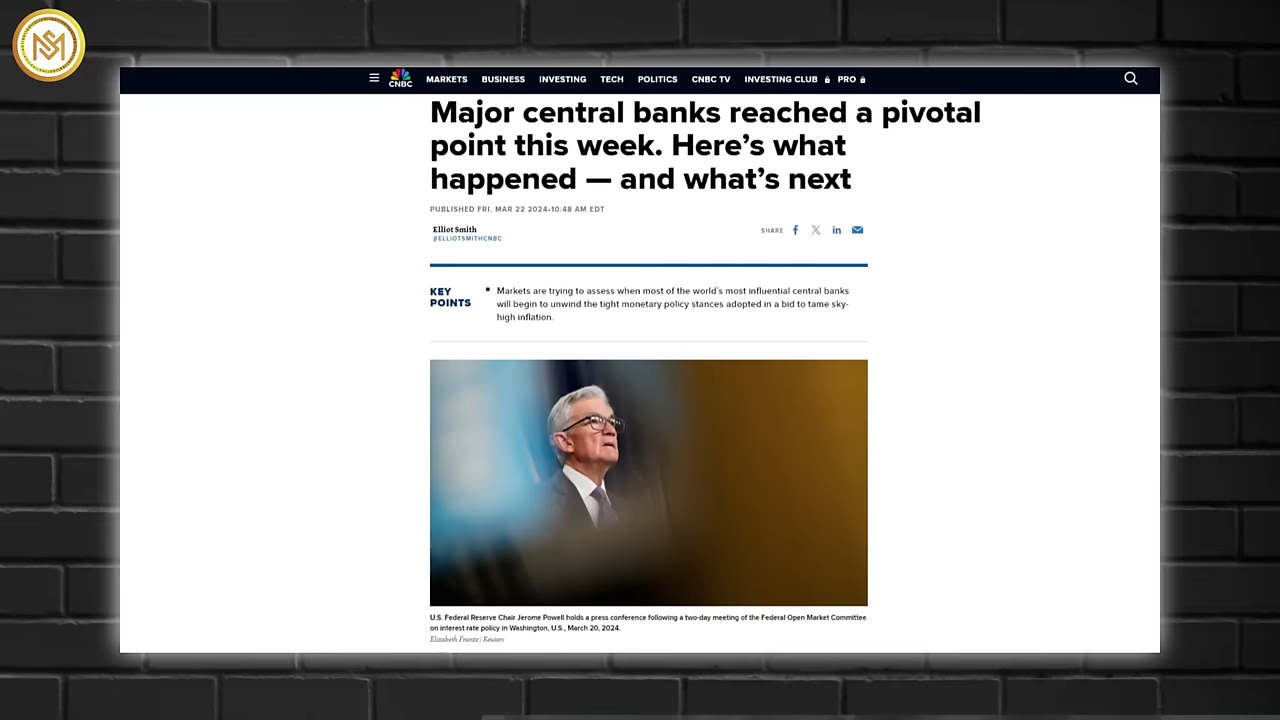 CNBC
MARKETS BUSINESS INVESTING TECH POLITICS CNBC TV INVESTING CLUB PRO
Major central banks reached a pivotal
point this week. Here’s what
happened — and what’s next
PUBLISHED FRI, MAR 22 2024•10:48 AM EDT
Elliot Smith
@ELLIOTSMITHCNBC
SHARE
KEY
POINTS
• Markets are trying to assess when most of the world’s most influential central banks
will begin to unwind the tight monetary policy stances adopted in a bid to tame sky-
high inflation.
U.S. Federal Reserve Chair Jerome Powell holds a press conference following a two-day meeting of the Federal Open Market Committee
on interest rate policy in Washington, U.S., March 20, 2024.
Elizabeth Frantz | Reuters